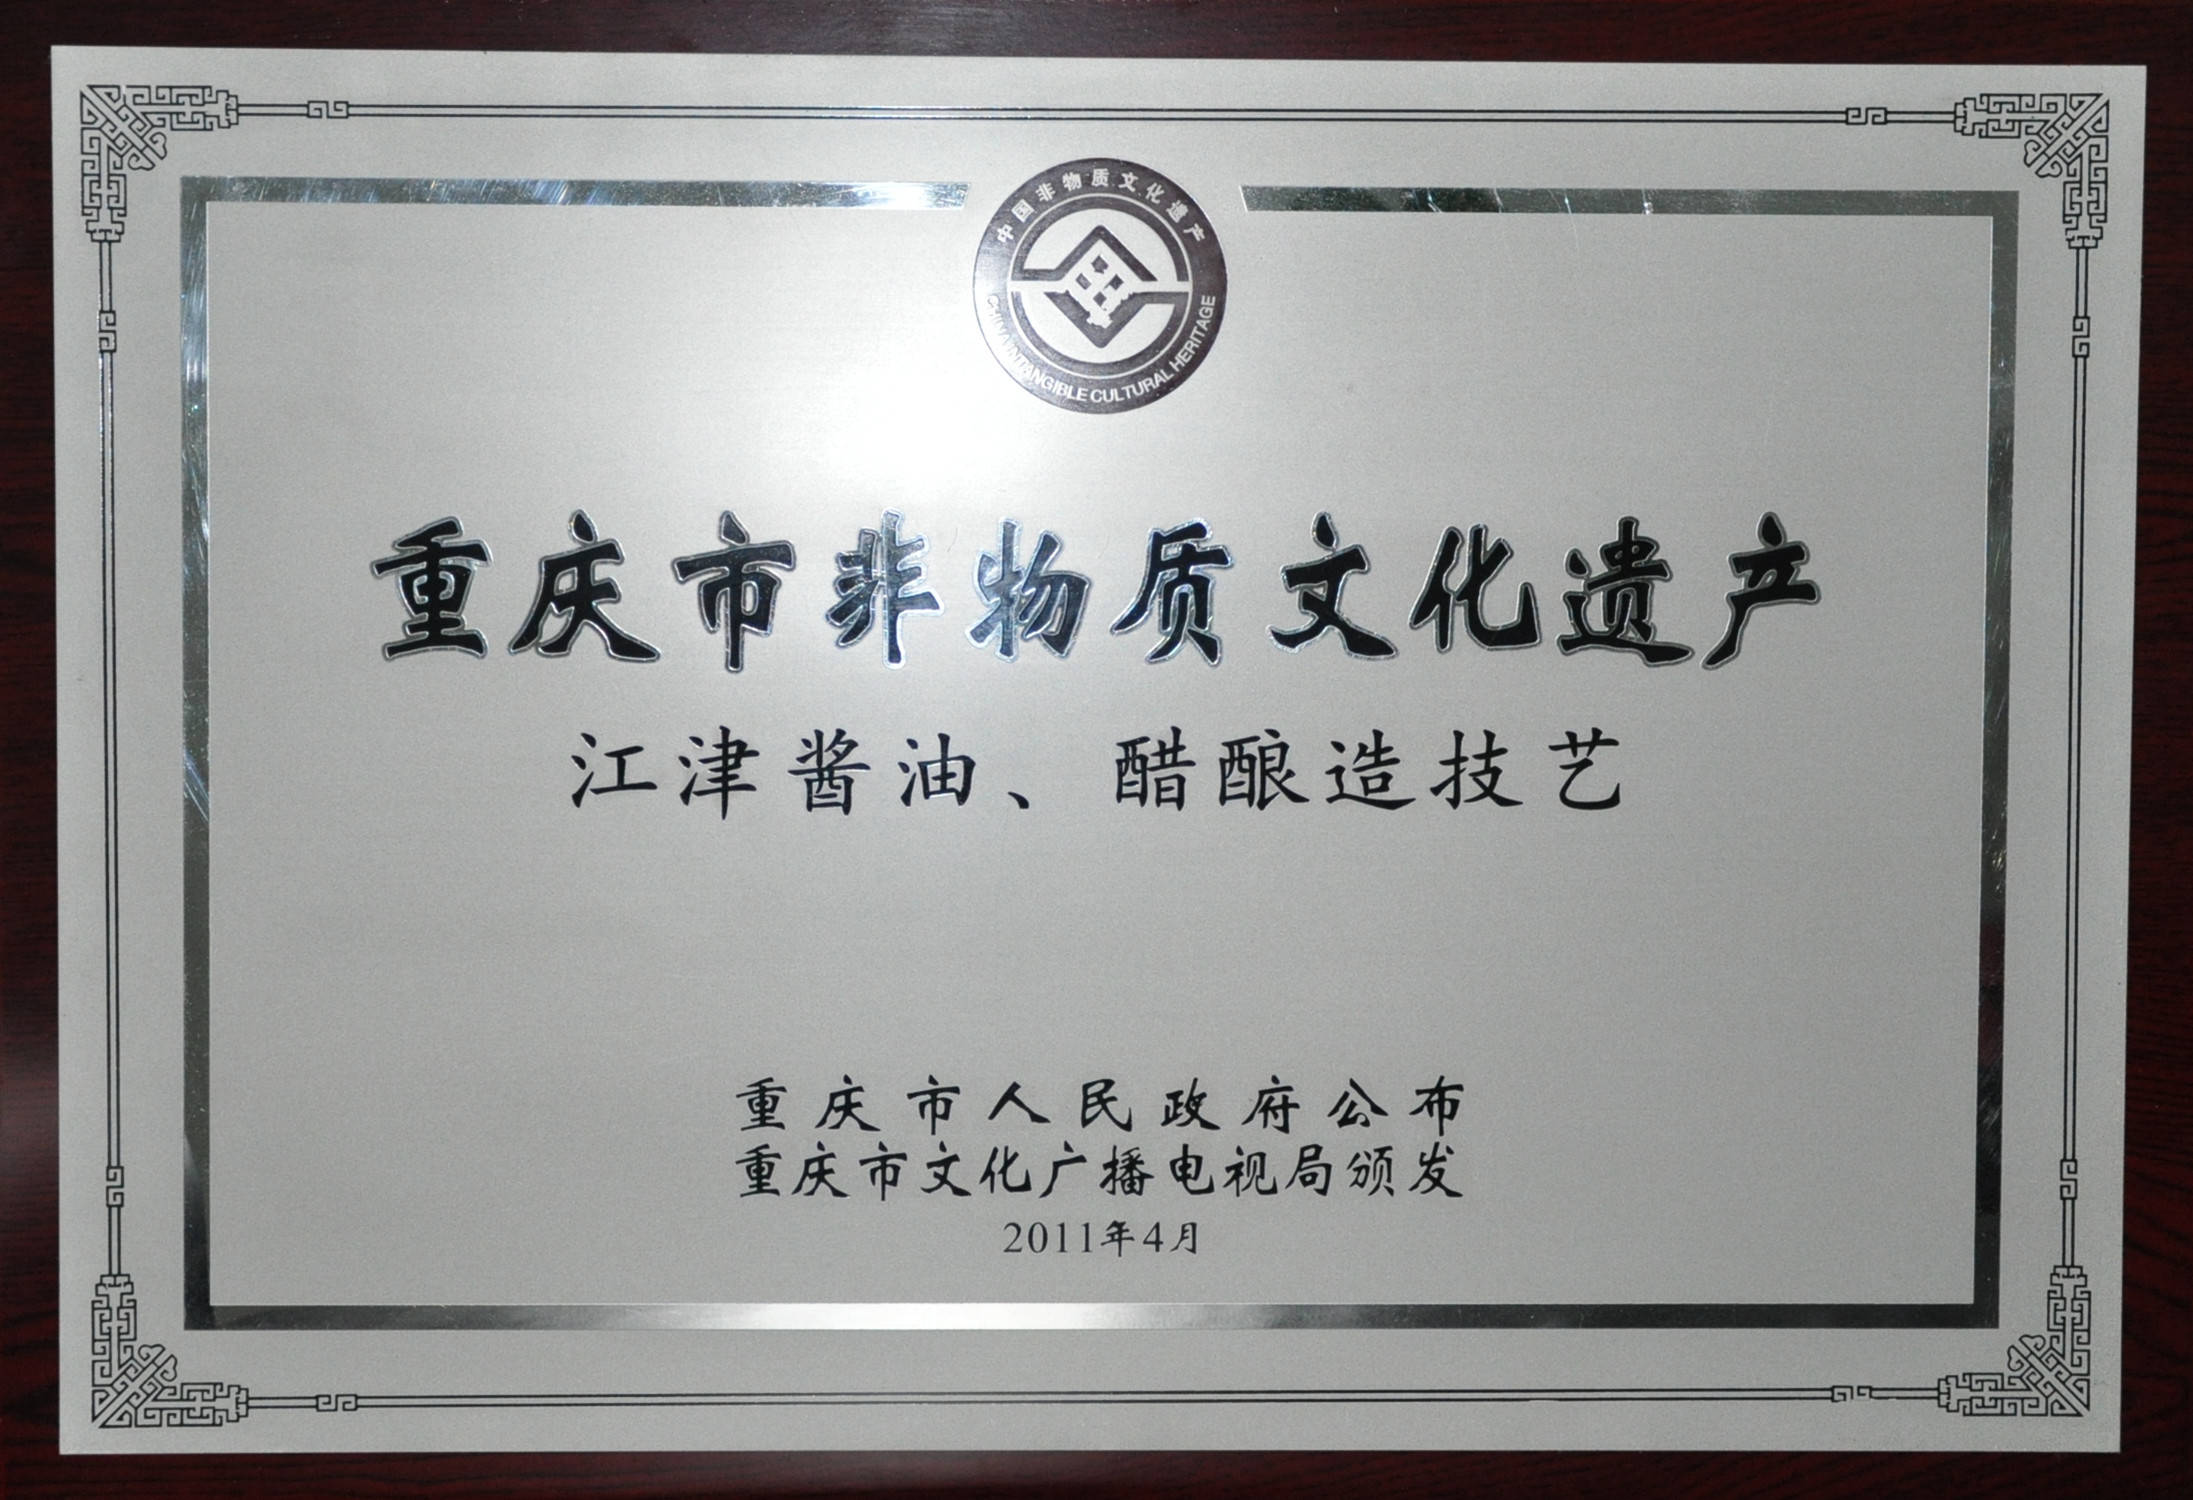 中国非物质文化遗产
CHINA INTANGIBLE CULTURAL HERITAGE
重庆市非物质文化遗产
江津酱油、醋酿造技艺
重庆市人民政府公布
重庆市文化广播电视局颁发
2011年4月